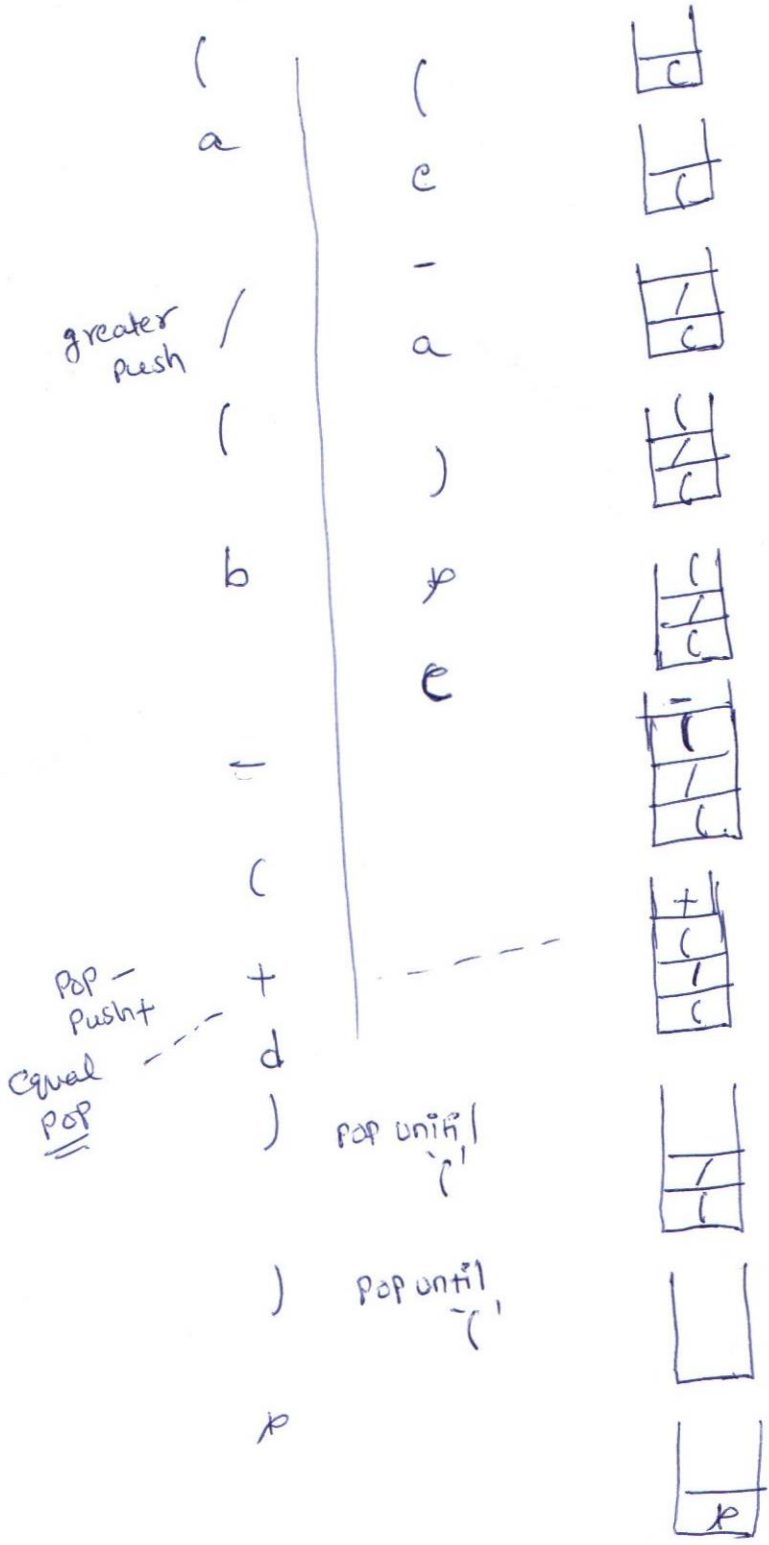 (
a
greater /
push
(
b
-
c
POP - +
Push +
Equal d
POP
) POP until
'('
) POP until
'('
*
(
e
-
a
)
*
c
(
(
/
(
(
/
(
(
/
(
-
(
/
(
+
(
/
(
/
(
*